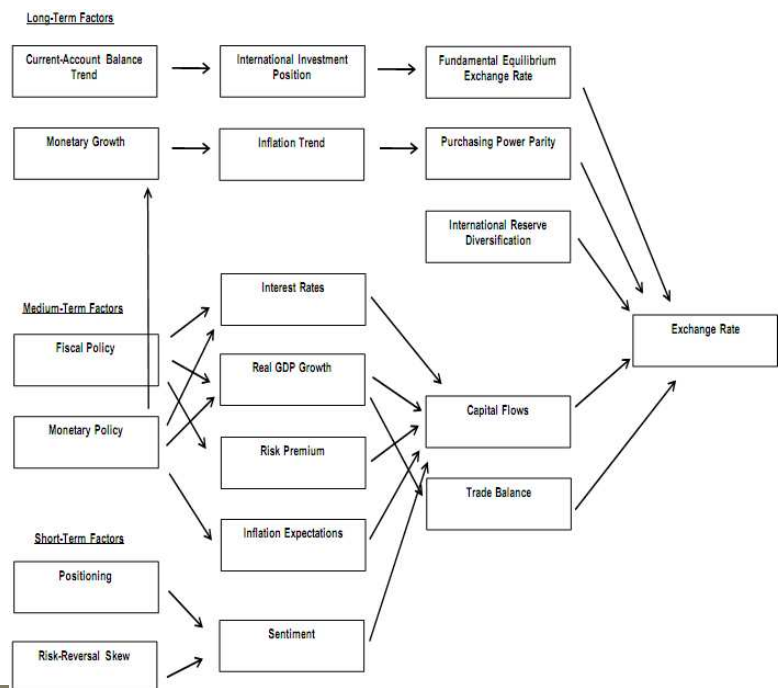 Long-Term Factors
Current-Account Balance
Trend
International Investment
Position
Fundamental Equilibrium
Exchange Rate
Monetary Growth
Inflation Trend
Purchasing Power Parity
International Reserve
Diversification
Interest Rates
Medium-Term Factors
Exchange Rate
Fiscal Policy
Real GDP Growth
Capital Flows
Monetary Policy
Risk Premium
Trade Balance
Inflation Expectations
Short-Term Factors
Positioning
Sentiment
Risk-Reversal Skew